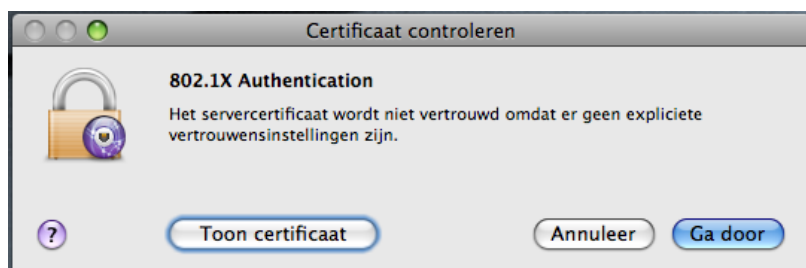 Certificaat controleren
802.1X Authentication
Het servercertificaat wordt niet vertrouwd omdat er geen expliciete
vertrouwensinstellingen zijn.
? Toon certificaat Annuleer Ga door